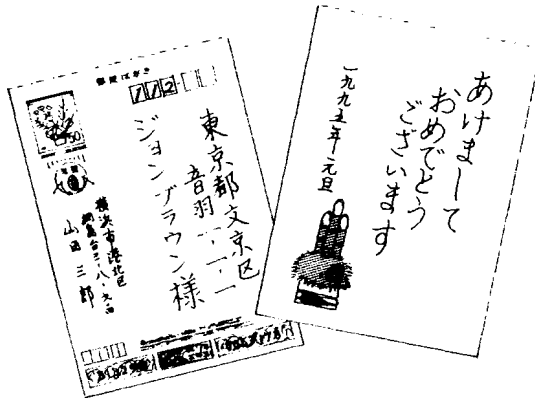 郵便はがき
112
東京都文京区
音羽一・一・一
ジョンブラウン様
横浜市港北区
山田三郎
あけまして
おめでとう
ございます
一九九五年元旦